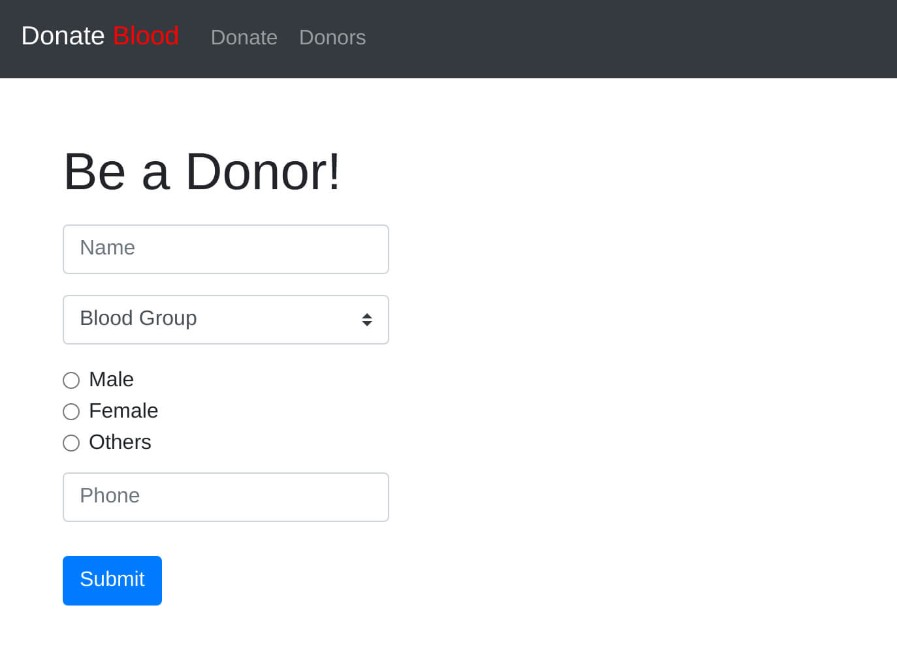 Donate Blood Donate Donors
Be a Donor!
Name
Blood Group
Male
Female
Others
Phone
Submit